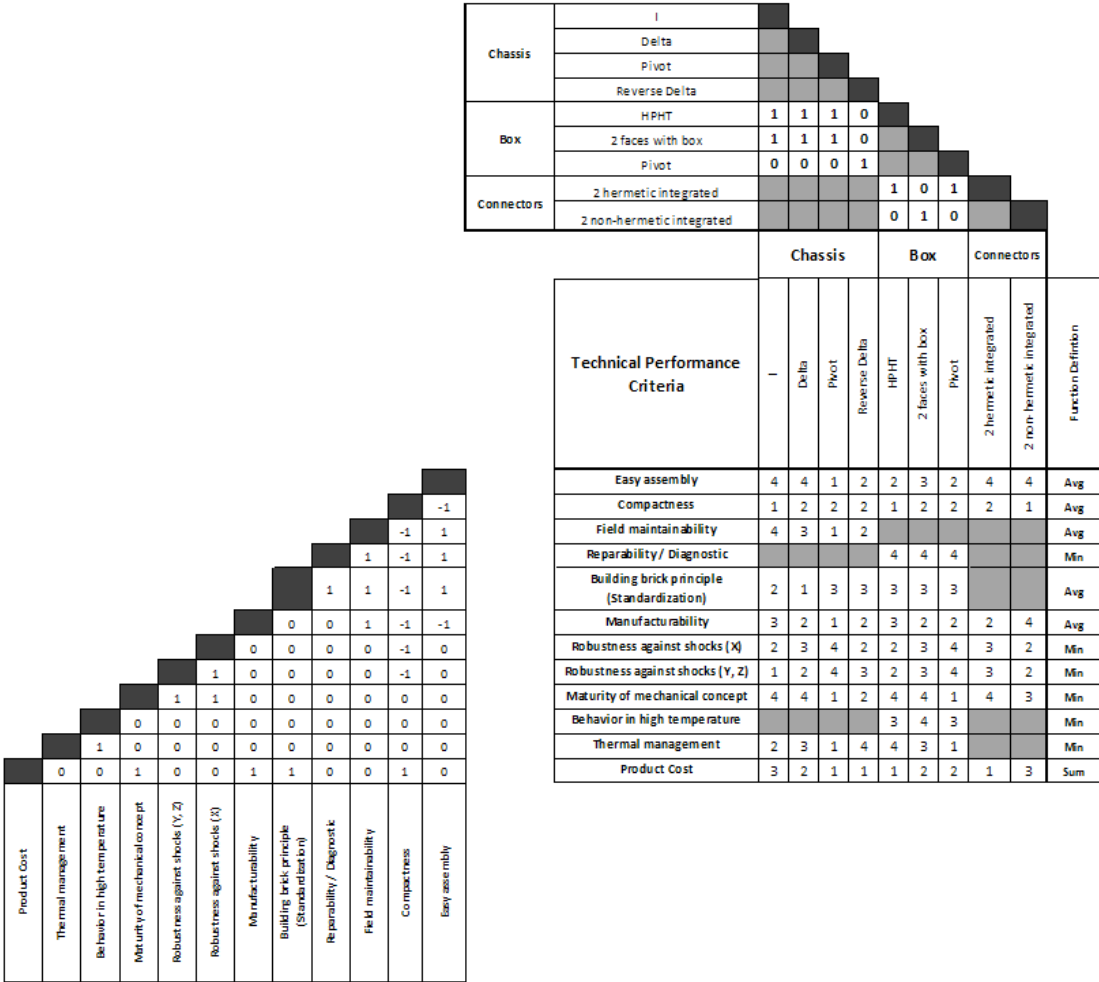 Chassis
I
Delta
Pivot
Reverse Delta
Box
HPHT 1 1 1 0
2 faces with box 1 1 1 0
Pivot 0 0 0 1
Connectors
2 hermetic integrated 1 0 1
2 non-hermetic integrated 0 1 0
Chassis Box Connectors
Technical Performance
Criteria
I
Delta
Pivot
Reverse Delta
HPHT
2 faces with box
Pivot
2 hermetic integrated
2 non-hermetic integrated
Function Defintion
Easy assembly 4 4 1 2 2 3 2 4 4 Avg
Compactness 1 2 2 2 1 2 2 2 1 Avg
Field maintainability 4 3 1 2 Avg
Reparability / Diagnostic 4 4 4 Min
Building brick principle
(Standardization) 2 1 3 3 3 3 3 Avg
Manufacturability 3 2 1 2 3 2 2 2 4 Avg
Robustness against shocks (X) 2 3 4 2 2 3 4 3 2 Min
Robustness against shocks (Y, Z) 1 2 4 3 2 3 4 3 2 Min
Maturity of mechanical concept 4 4 1 2 4 4 1 4 3 Min
Behavior in high temperature 3 4 3 Min
Thermal management 2 3 1 4 4 3 1 Min
Product Cost 3 2 1 1 1 2 2 1 3 Sum
-1
-1 1
1 -1 1
1 1 -1 1
0 0 1 -1 -1
0 0 0 0 -1 0
1 0 0 0 0 -1 0
1 1 0 0 0 0 0 0
0 0 0 0 0 0 0 0 0
1 0 0 0 0 0 0 0 0 0
0 0 1 0 0 1 1 0 0 1 0
Product Cost
Thermal management
Behavior in high temperature
Maturity of mechanical concept
Robustness against shocks (Y, Z)
Robustness against shocks (X)
Manufacturability
Building brick principle
(Standardization)
Reparability / Diagnostic
Field maintainability
Compactness
Easy assembly